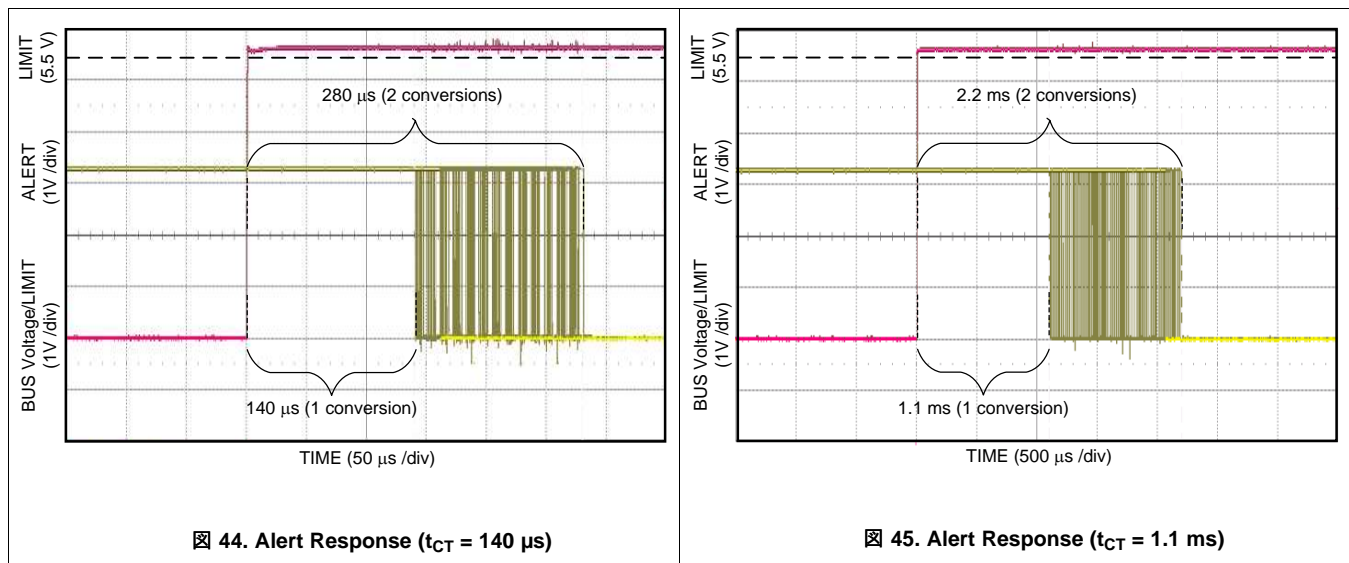 LIMIT
(5.5 V)
ALERT
(1V /div)
BUS Voltage/LIMIT
(1V /div)
280 µs (2 conversions)
140 µs (1 conversion)
TIME (50 µs /div)
図 44. Alert Response (tCT = 140 µs)
LIMIT
(5.5 V)
ALERT
(1V /div)
BUS Voltage/LIMIT
(1V /div)
2.2 ms (2 conversions)
1.1 ms (1 conversion)
TIME (500 µs /div)
図 45. Alert Response (tCT = 1.1 ms)